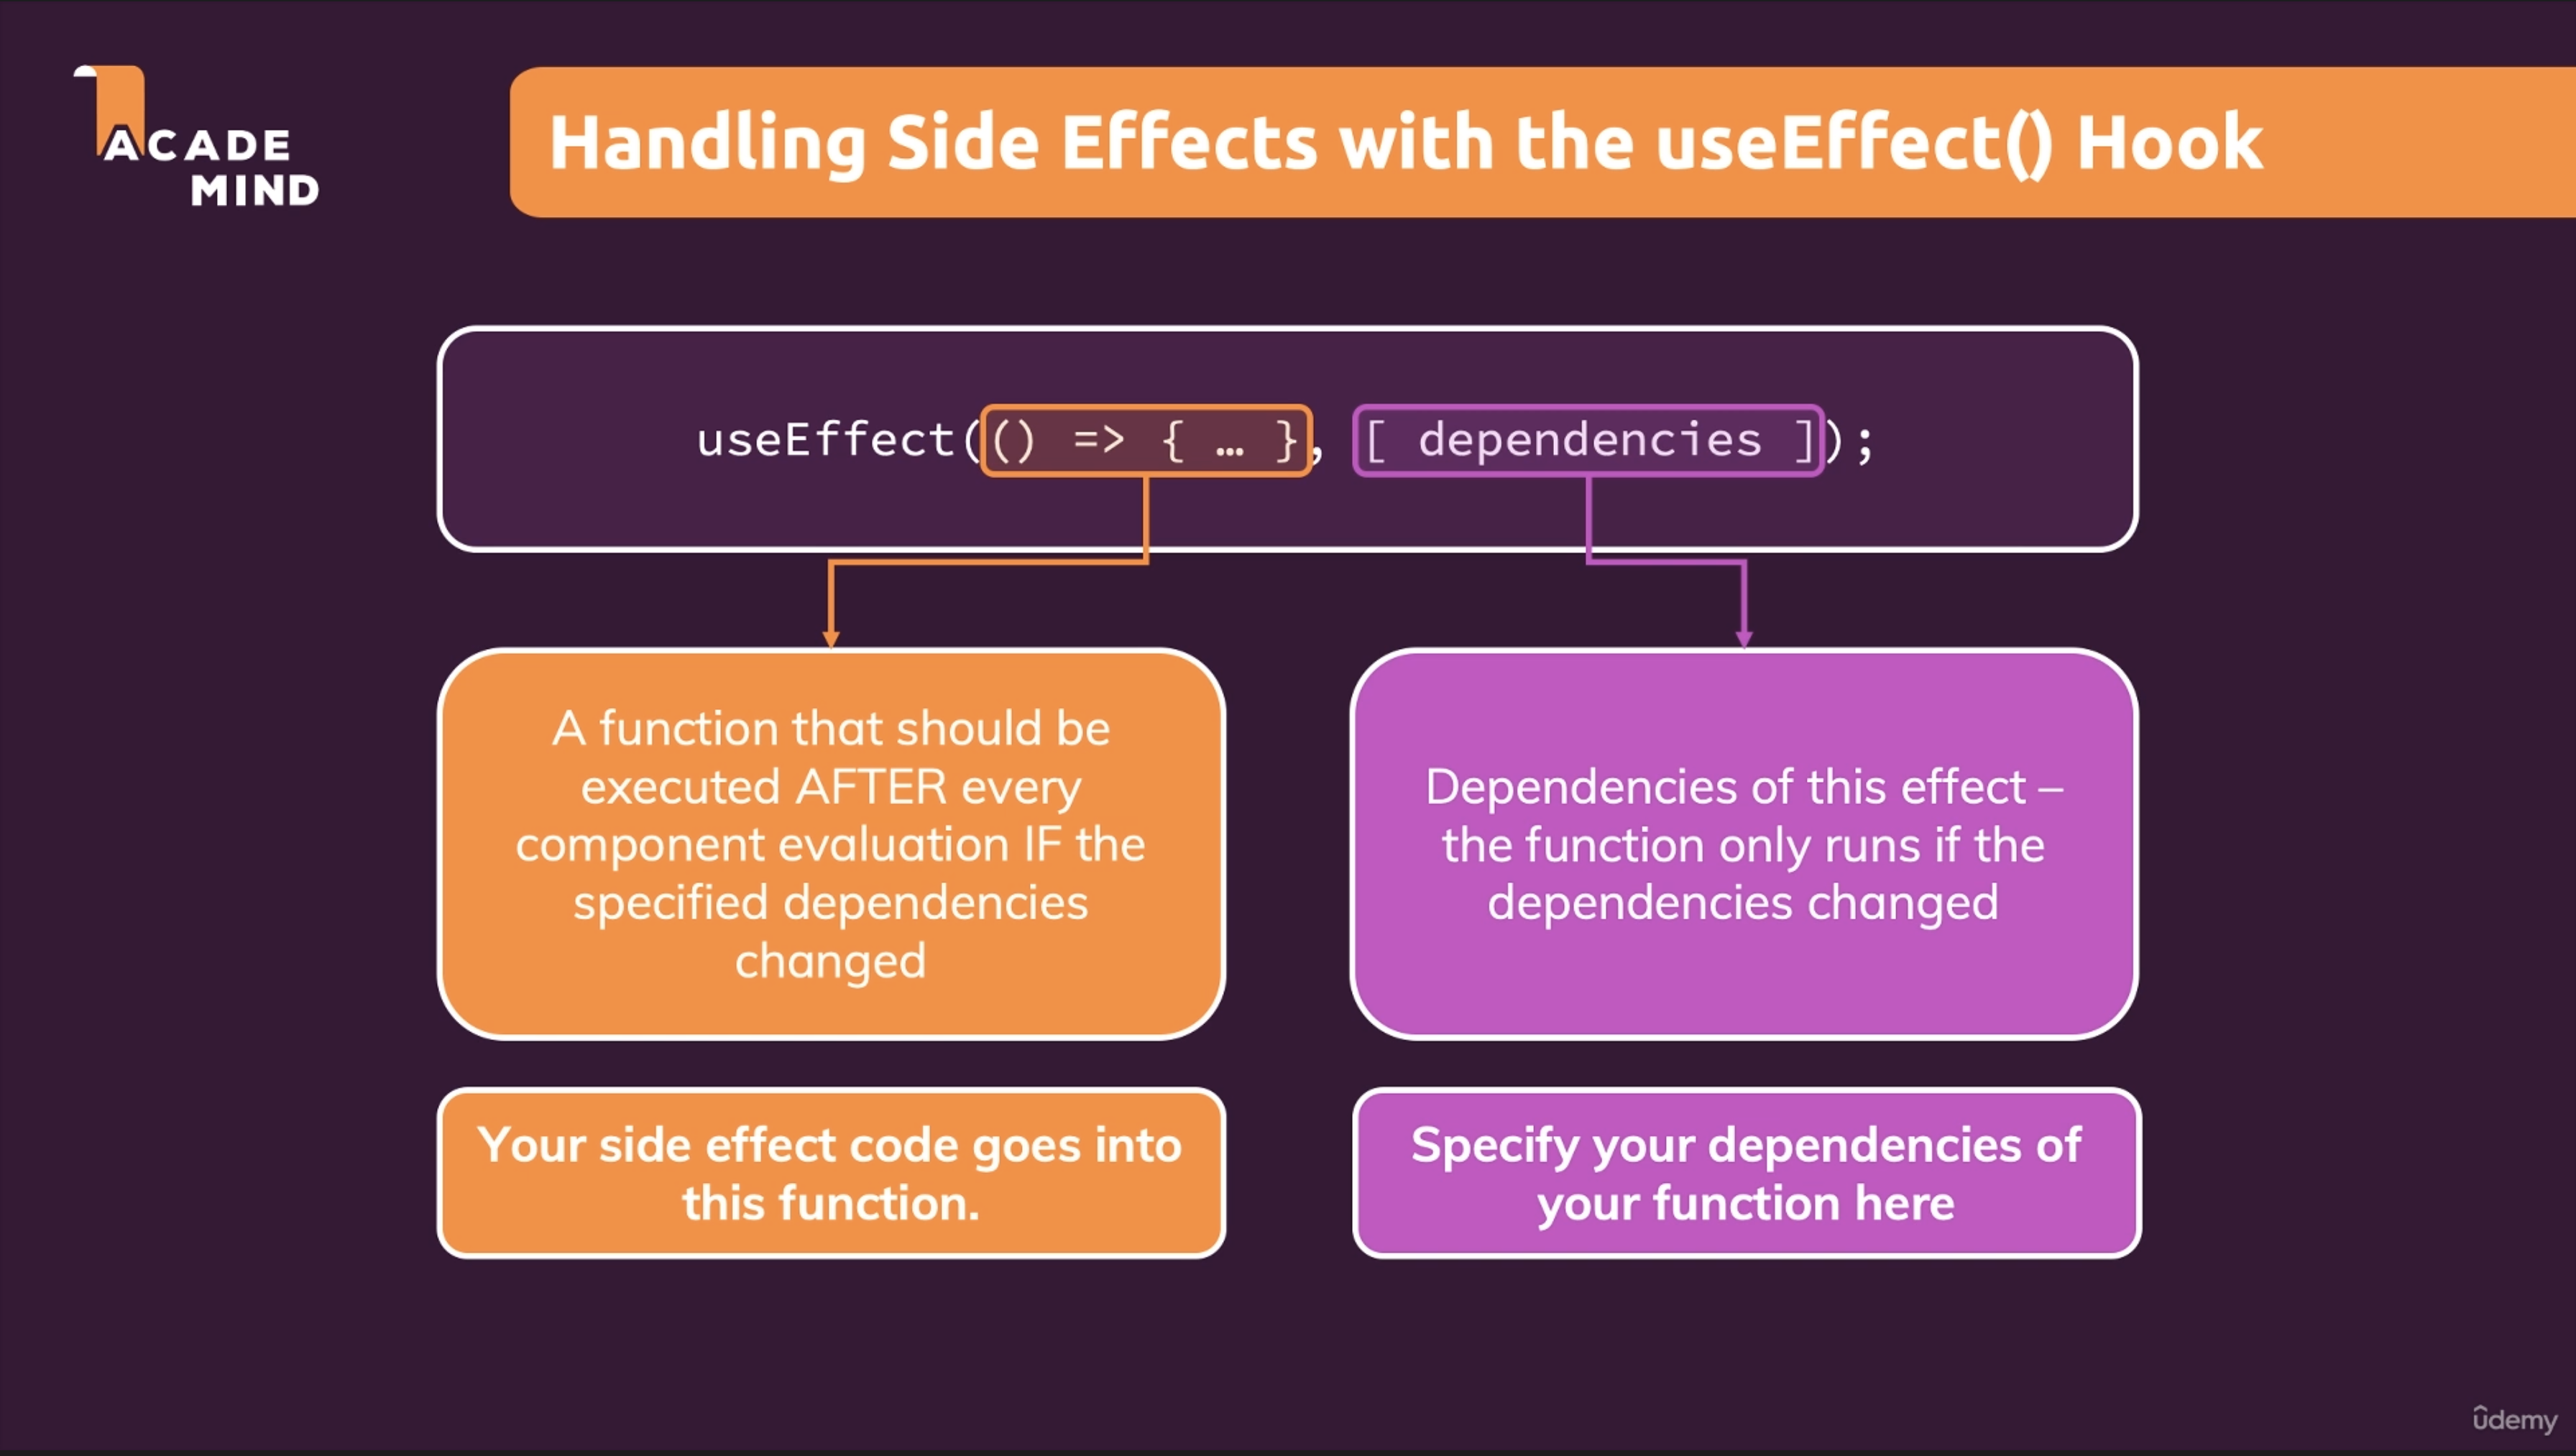 ACADE
MIND
Handling Side Effects with the useEffect() Hook
useEffect(() => { … }, [ dependencies ]);
A function that should be
executed AFTER every
component evaluation IF the
specified dependencies
changed
Dependencies of this effect –
the function only runs if the
dependencies changed
Your side effect code goes into
this function.
Specify your dependencies of
your function here
ûdemy